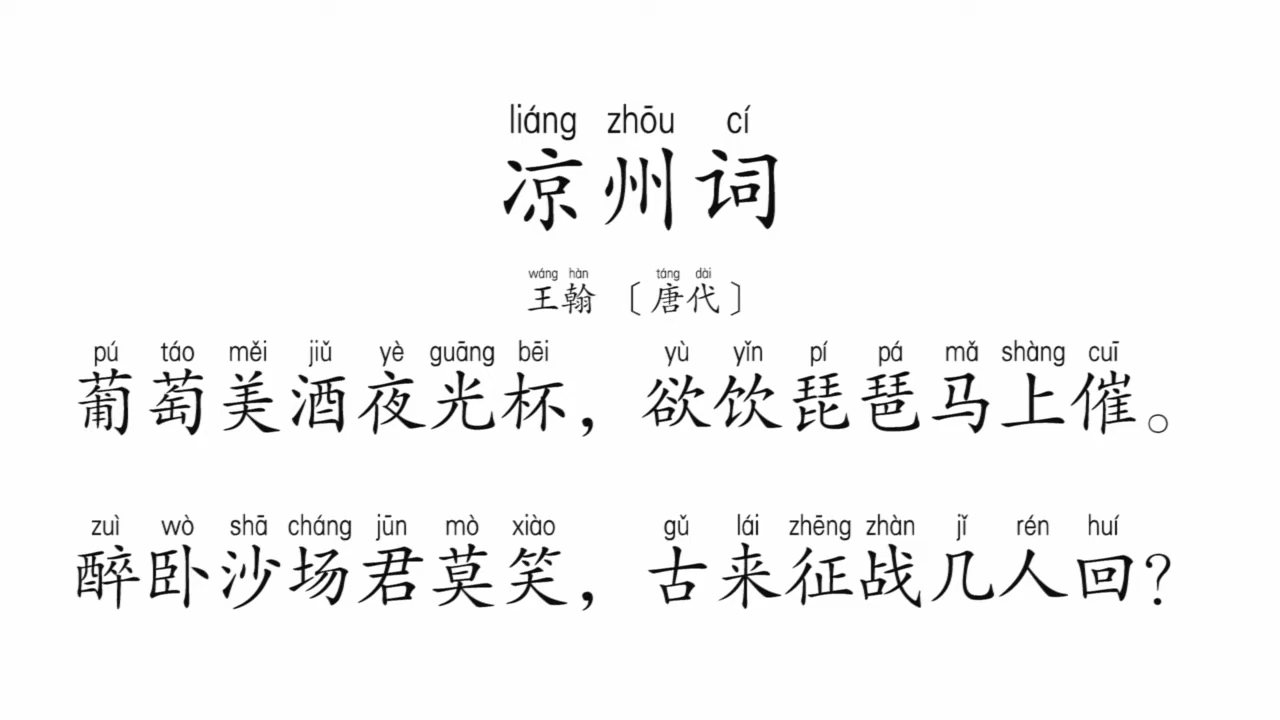 liáng zhōu cí
凉州词
wáng hàn táng dài
王翰〔唐代〕
pú táo měi jiǔ yè guāng bēi yù yǐn pí pá mǎ shàng cuī
葡萄美酒夜光杯，欲饮琵琶马上催。
zuì wò shā cháng jūn mò xiào gǔ lái zhēng zhàn jǐ rén huí
醉卧沙场君莫笑，古来征战几人回？